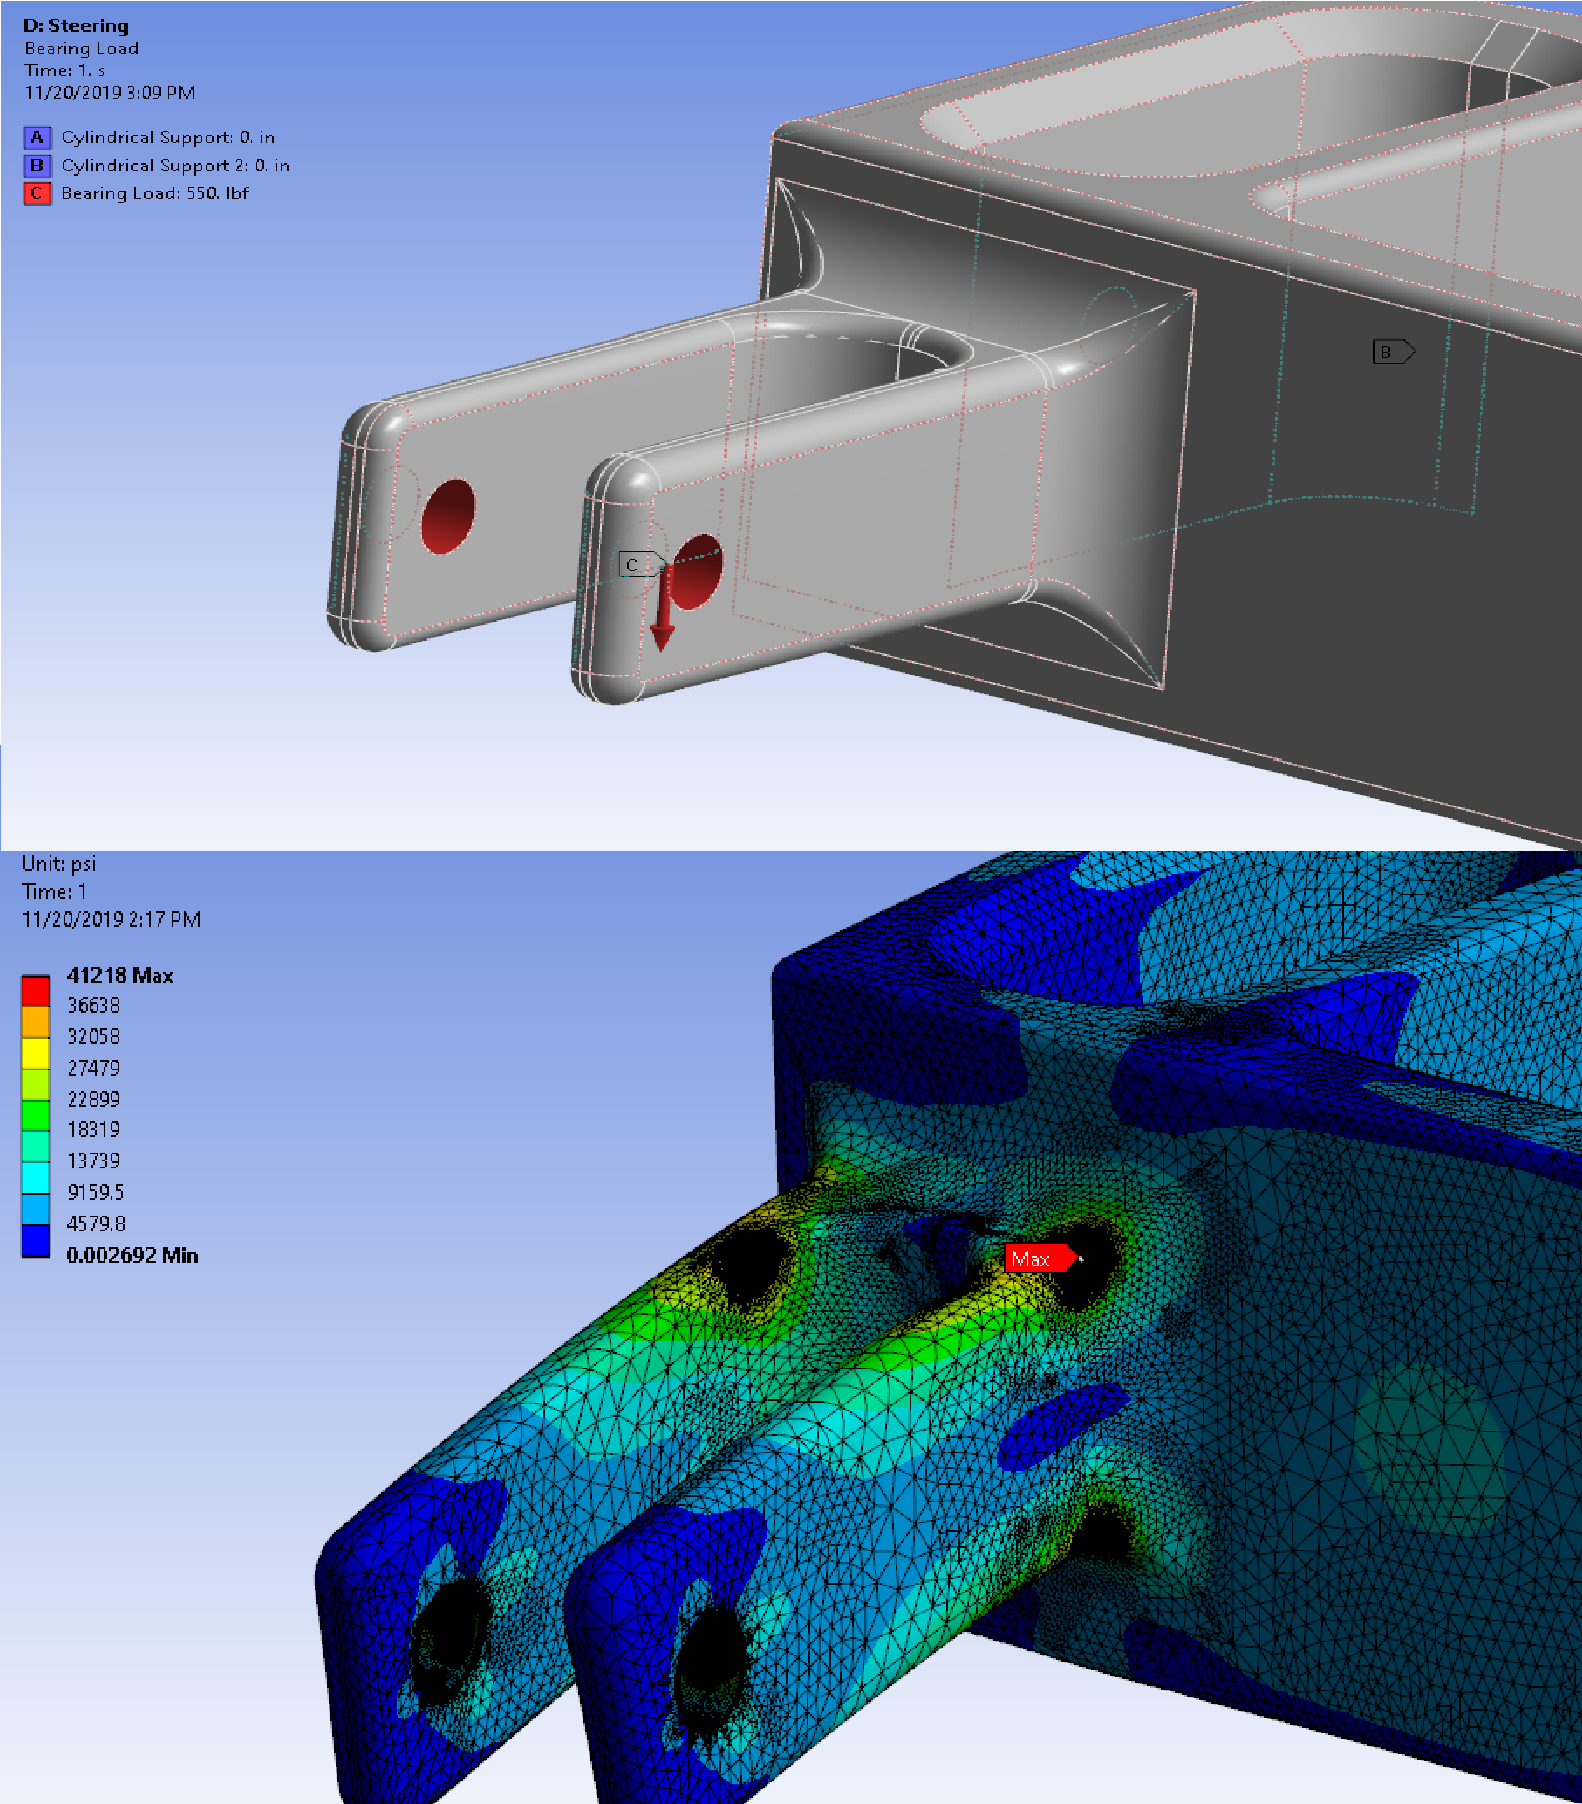 D: Steering
Bearing Load
Time: 1. s
11/20/2019 3:09 PM
A Cylindrical Support: 0. in
B Cylindrical Support 2: 0. in
C Bearing Load: 550. lbf
B
C
Unit: psi
Time: 1
11/20/2019 2:17 PM
41218 Max
36638
32058
27479
22899
18319
13739
9159.5
4579.8
0.002692 Min
Max